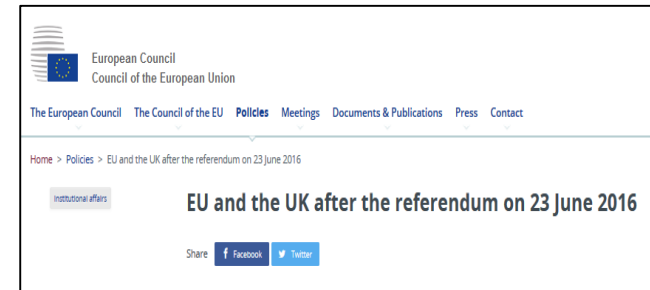 European Council
Council of the European Union
The European Council The Council of the EU Policies Meetings Documents & Publications Press Contact
Home > Policies > EU and the UK after the referendum on 23 June 2016
Institutional affairs
EU and the UK after the referendum on 23 June 2016
Share Facebook Twitter